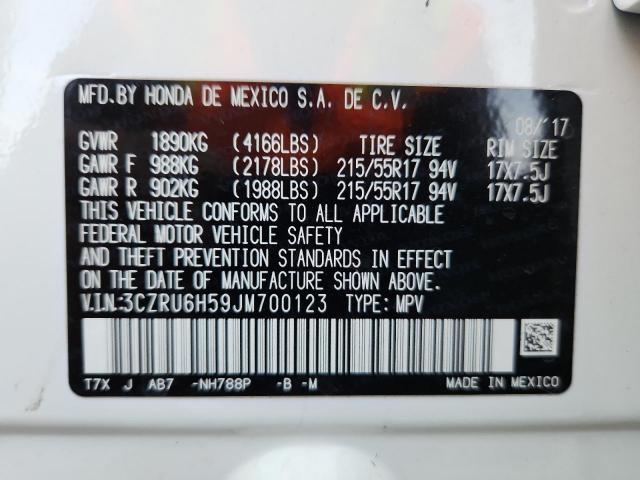 MFD.BY HONDA DE MEXICO S.A. DE C.V.
08/'17
GVWR 1890KG (4166LBS) TIRE SIZE RIM SIZE
GAWR F 988KG (2178LBS) 215/55R17 94V 17X7.5J
GAWR R 902KG (1988LBS) 215/55R17 94V 17X7.5J
THIS VEHICLE CONFORMS TO ALL APPLICABLE
FEDERAL MOTOR VEHICLE SAFETY
AND THEFT PREVENTION STANDARDS IN EFFECT
ON THE DATE OF MANUFACTURE SHOWN ABOVE.
V.I.N:3CZRU6H59JM700123 TYPE: MPV
T7X J AB7 -NH788P -B -M MADE IN MEXICO